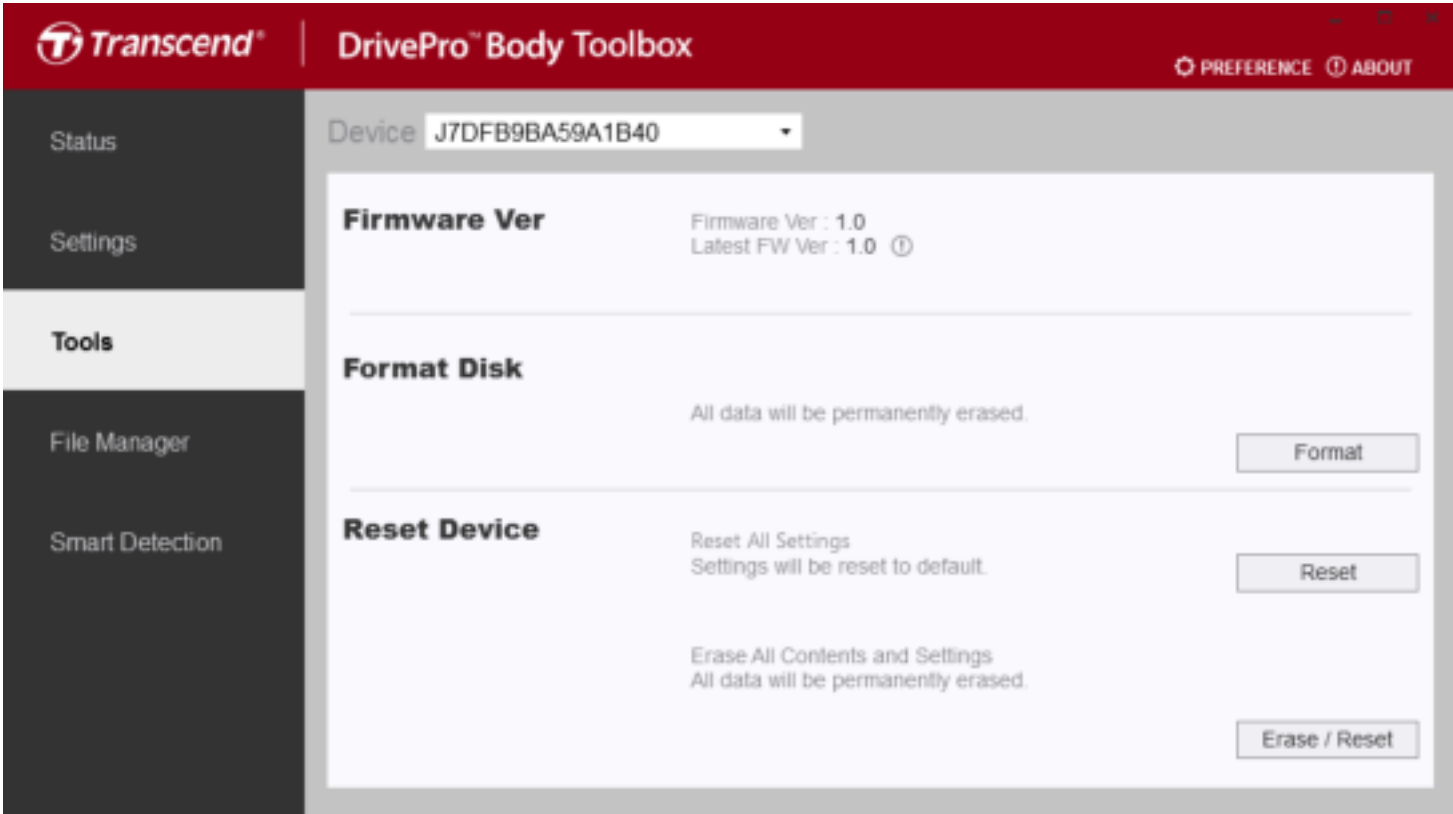 Transcend® DrivePro™ Body Toolbox
PREFERENCE ABOUT
Status
Settings
Tools
File Manager
Smart Detection
Device J7DFB9BA59A1B40
Firmware Ver
Firmware Ver : 1.0
Latest FW Ver : 1.0
Format Disk
All data will be permanently erased.
Format
Reset Device
Reset All Settings
Settings will be reset to default.
Reset
Erase All Contents and Settings
All data will be permanently erased.
Erase / Reset